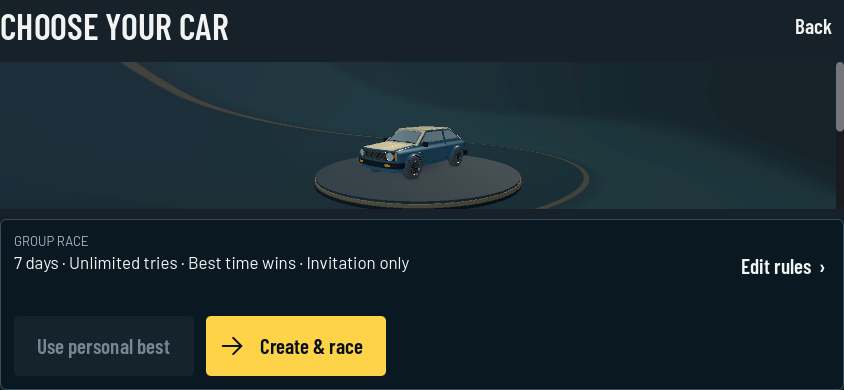 CHOOSE YOUR CAR
Back
GROUP RACE
7 days · Unlimited tries · Best time wins · Invitation only
Edit rules ›
Use personal best
→ Create & race